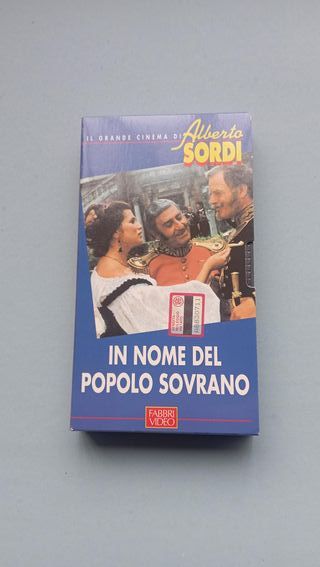 IL GRANDE CINEMA DI Alberto
SORDI
IN NOME DEL
POPOLO SOVRANO
FABBRI
VIDEO